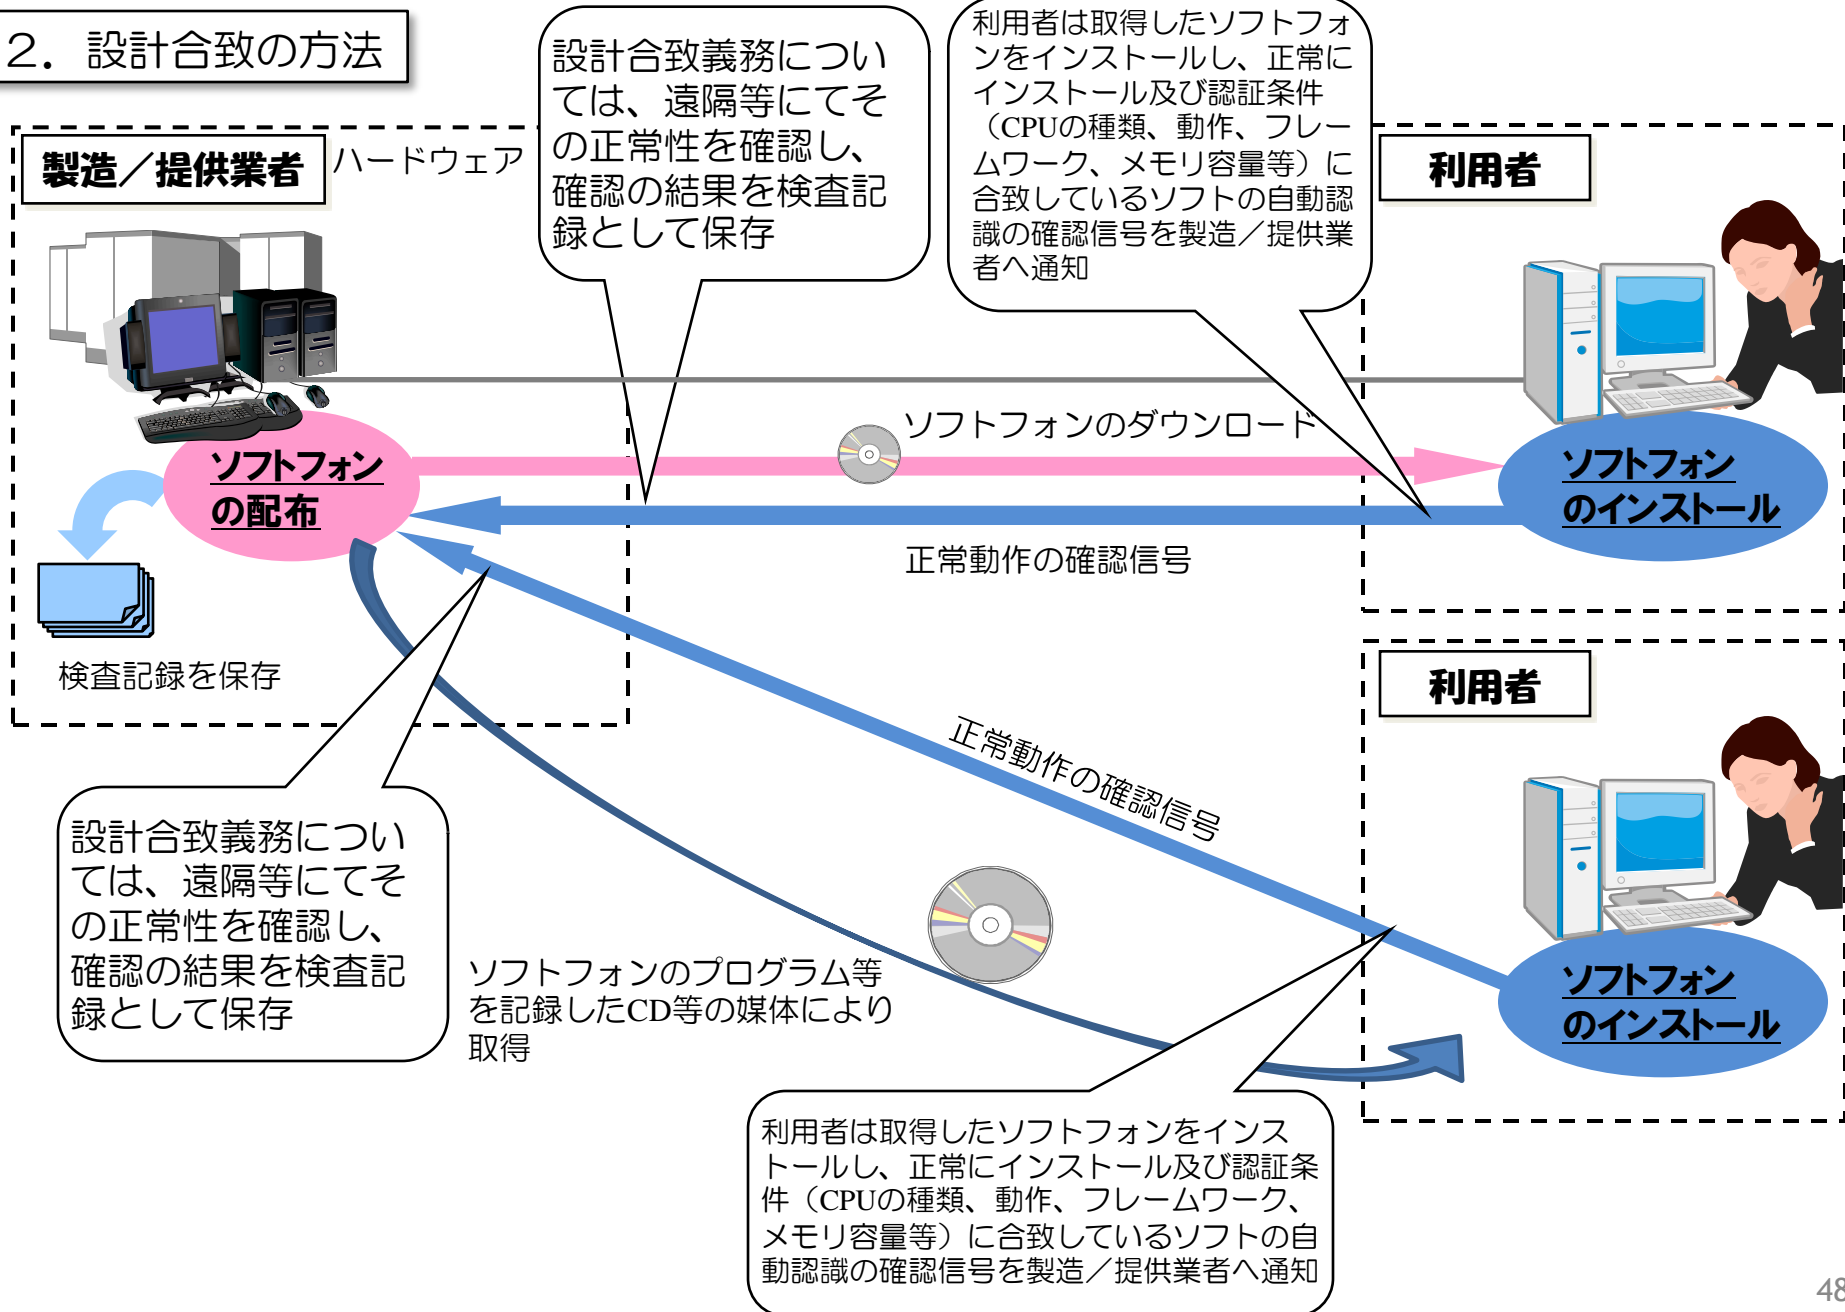 ２．設計合致の方法
設計合致義務につい
ては、遠隔等にてそ
の正常性を確認し、
確認の結果を検査記
録として保存
利用者は取得したソフトフォ
ンをインストールし、正常に
インストール及び認証条件
（CPUの種類、動作、フレー
ムワーク、メモリ容量等）に
合致しているソフトの自動認
識の確認信号を製造／提供業
者へ通知
製造／提供業者
ハードウェア
利用者
ソフトフォンのダウンロード
ソフトフォン
の配布
ソフトフォン
のインストール
正常動作の確認信号
検査記録を保存
利用者
正常動作の確認信号
設計合致義務につい
ては、遠隔等にてそ
の正常性を確認し、
確認の結果を検査記
録として保存
ソフトフォンのプログラム等
を記録したCD等の媒体により
取得
ソフトフォン
のインストール
利用者は取得したソフトフォンをインス
トールし、正常にインストール及び認証条
件（CPUの種類、動作、フレームワーク、
メモリ容量等）に合致しているソフトの自
動認識の確認信号を製造／提供業者へ通知
48